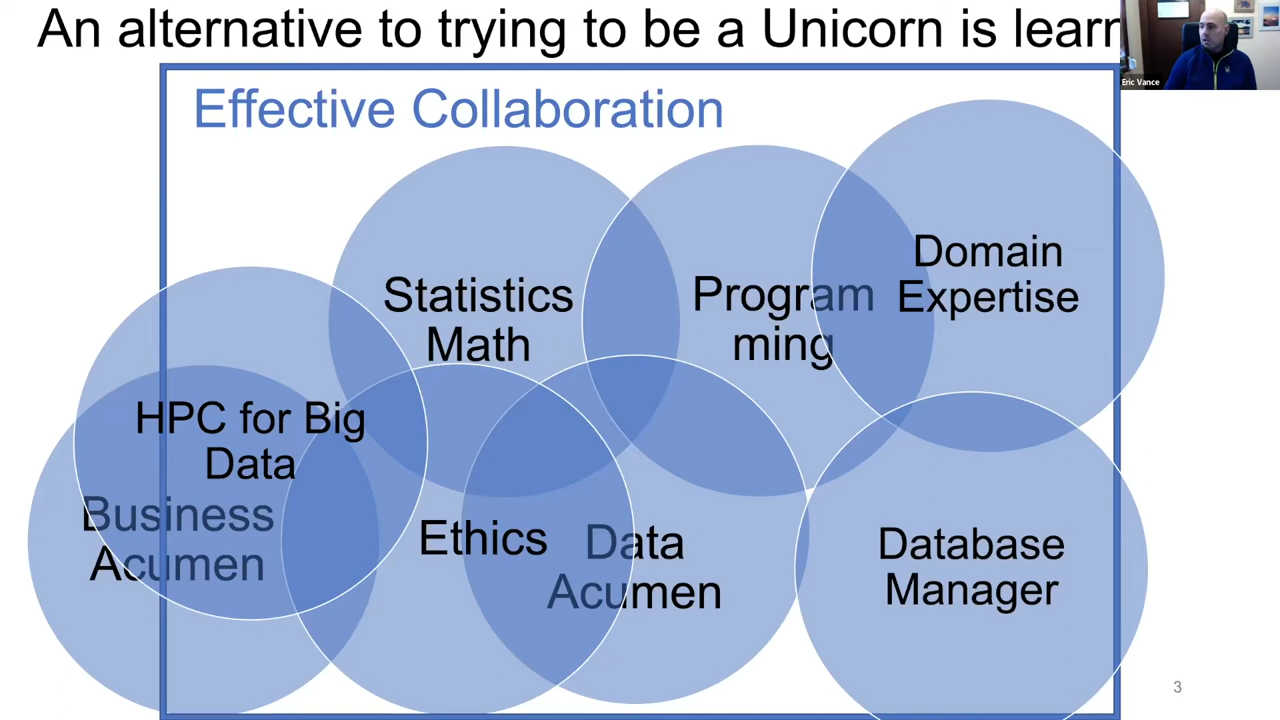 An alternative to trying to be a Unicorn is learn
Eric Vance
Effective Collaboration
Statistics
Math
Program
ming
Domain
Expertise
HPC for Big
Data
Business
Acumen
Ethics
Data
Acumen
Database
Manager
3